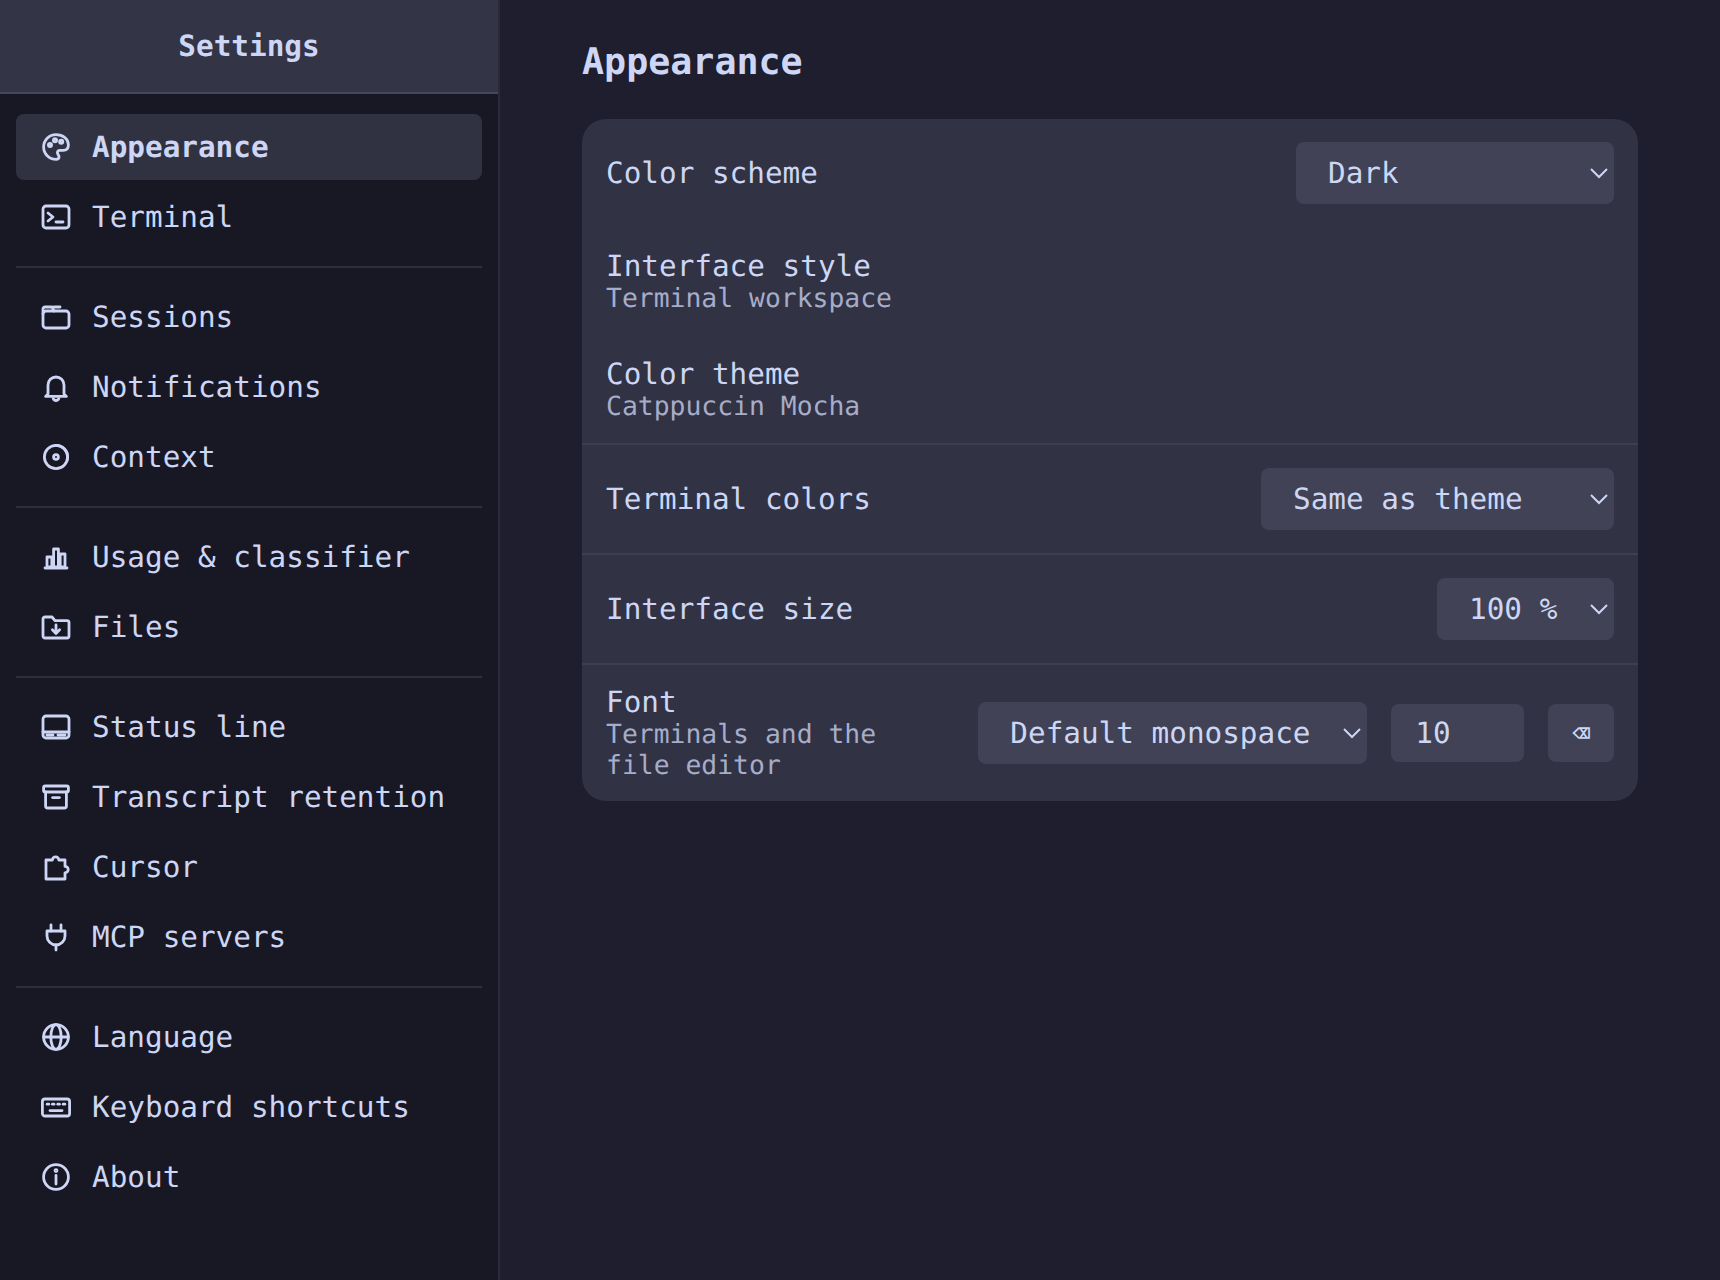 Settings
Appearance
Terminal
Sessions
Notifications
Context
Usage & classifier
Files
Status line
Transcript retention
Cursor
MCP servers
Language
Keyboard shortcuts
About
Appearance
Color scheme
Dark
Interface style
Terminal workspace
Color theme
Catppuccin Mocha
Terminal colors
Same as theme
Interface size
100 %
Font
Terminals and the
file editor
Default monospace
10
⌫